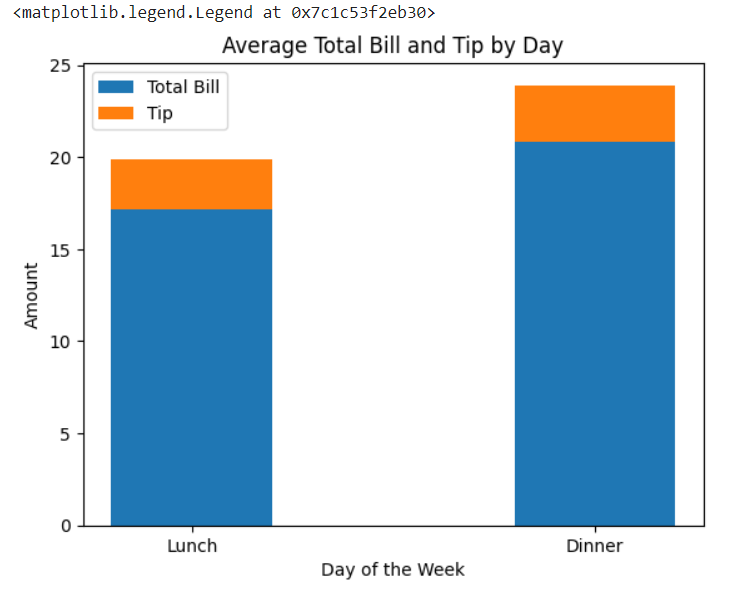 <matplotlib.legend.Legend at 0x7c1c53f2eb30>
Average Total Bill and Tip by Day
Total Bill
Tip
25
20
15
10
5
0
Amount
Lunch Dinner
Day of the Week